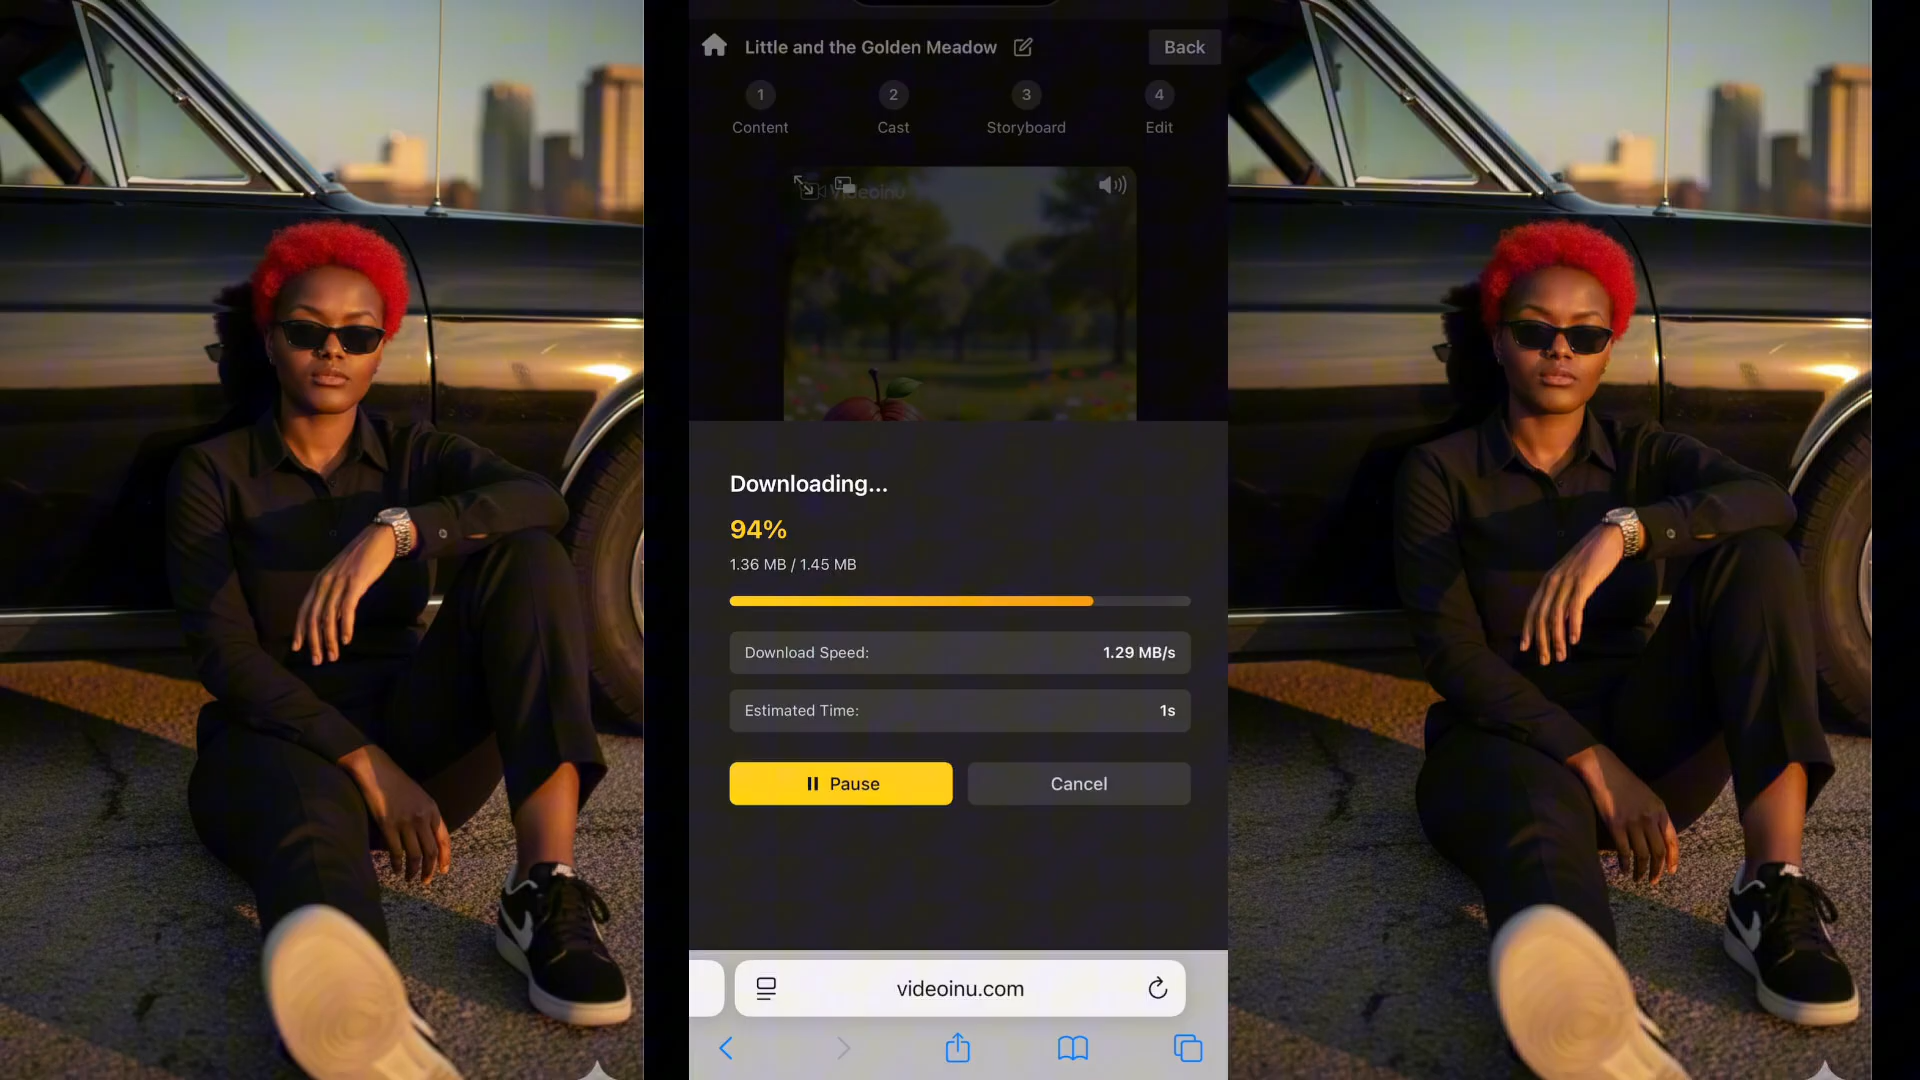 Little and the Golden Meadow
Back
1
2
3
4
Content
Cast
Storyboard
Edit
videoinu
Downloading...
94%
1.36 MB / 1.45 MB
Download Speed:
1.29 MB/s
Estimated Time:
1s
Pause
Cancel
videoinu.com